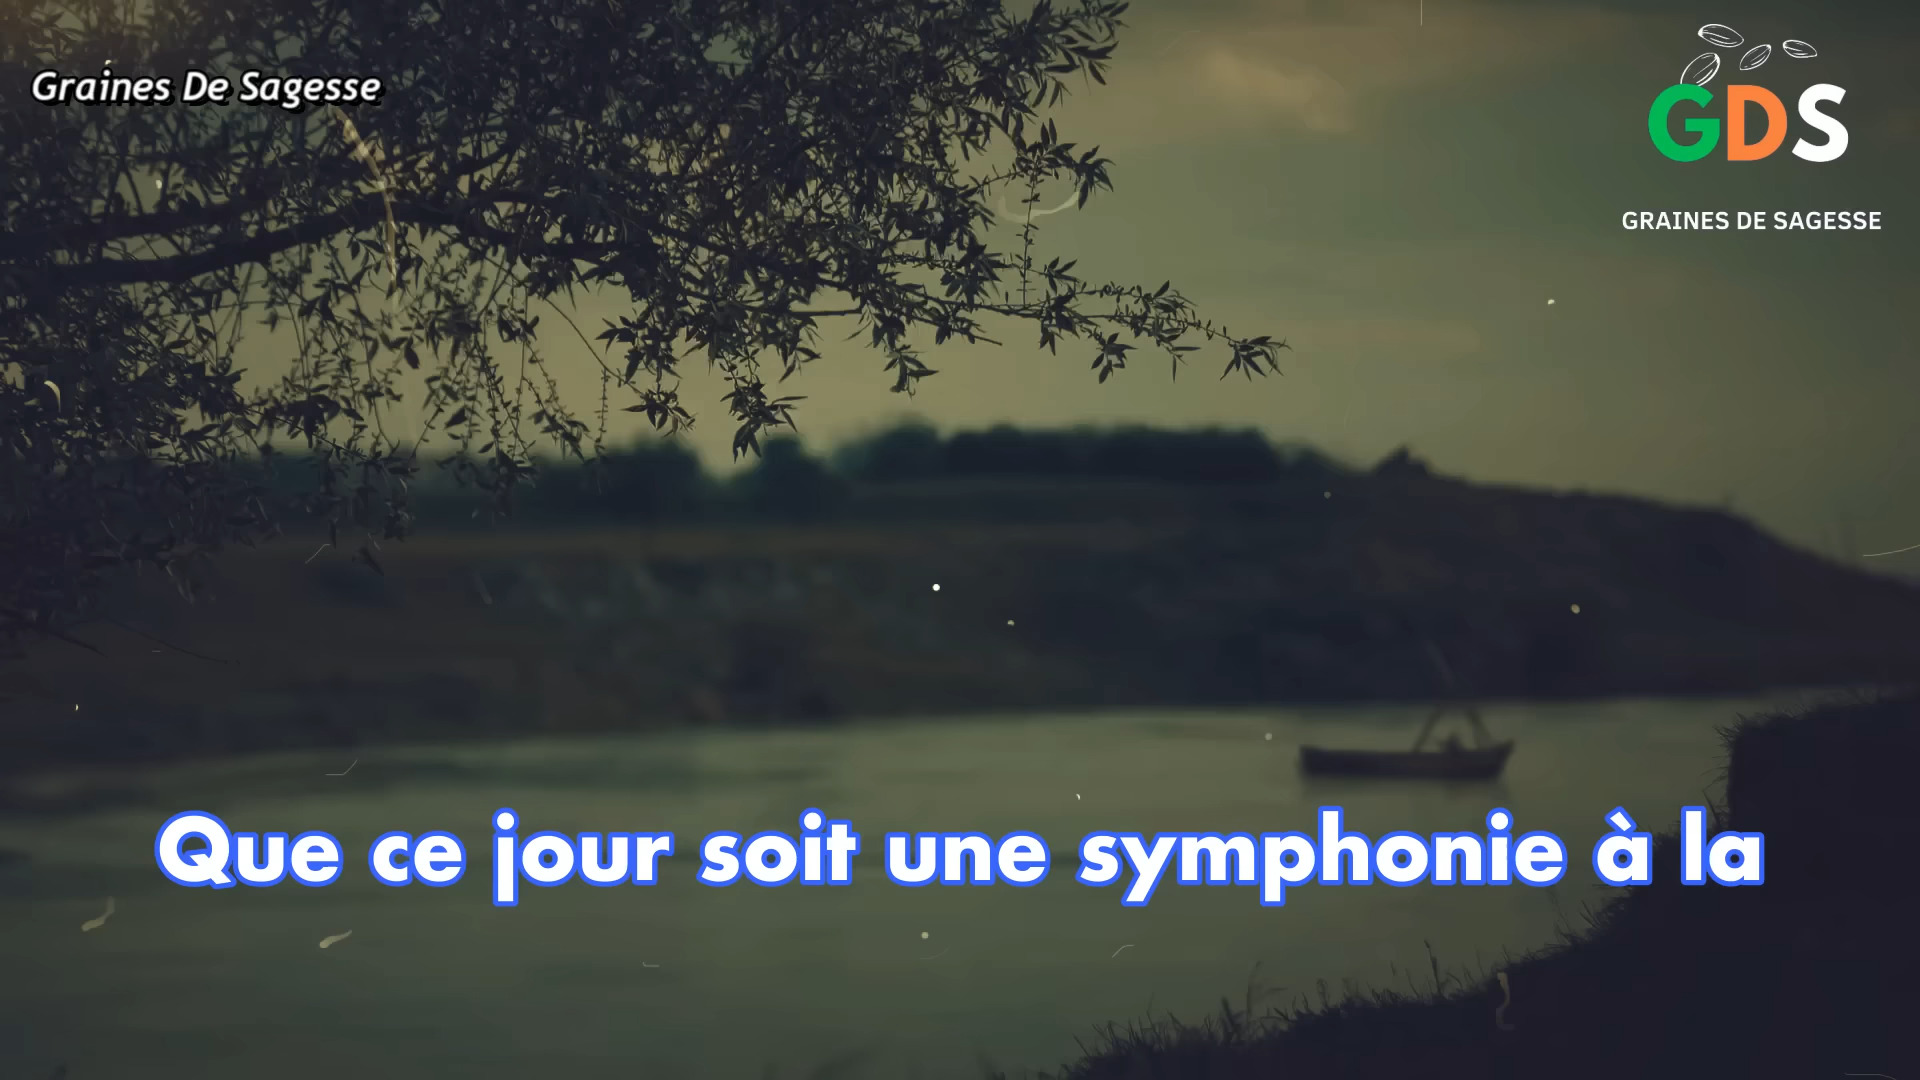 Graines De Sagesse
GDS
GRAINES DE SAGESSE
Que ce jour soit une symphonie à la